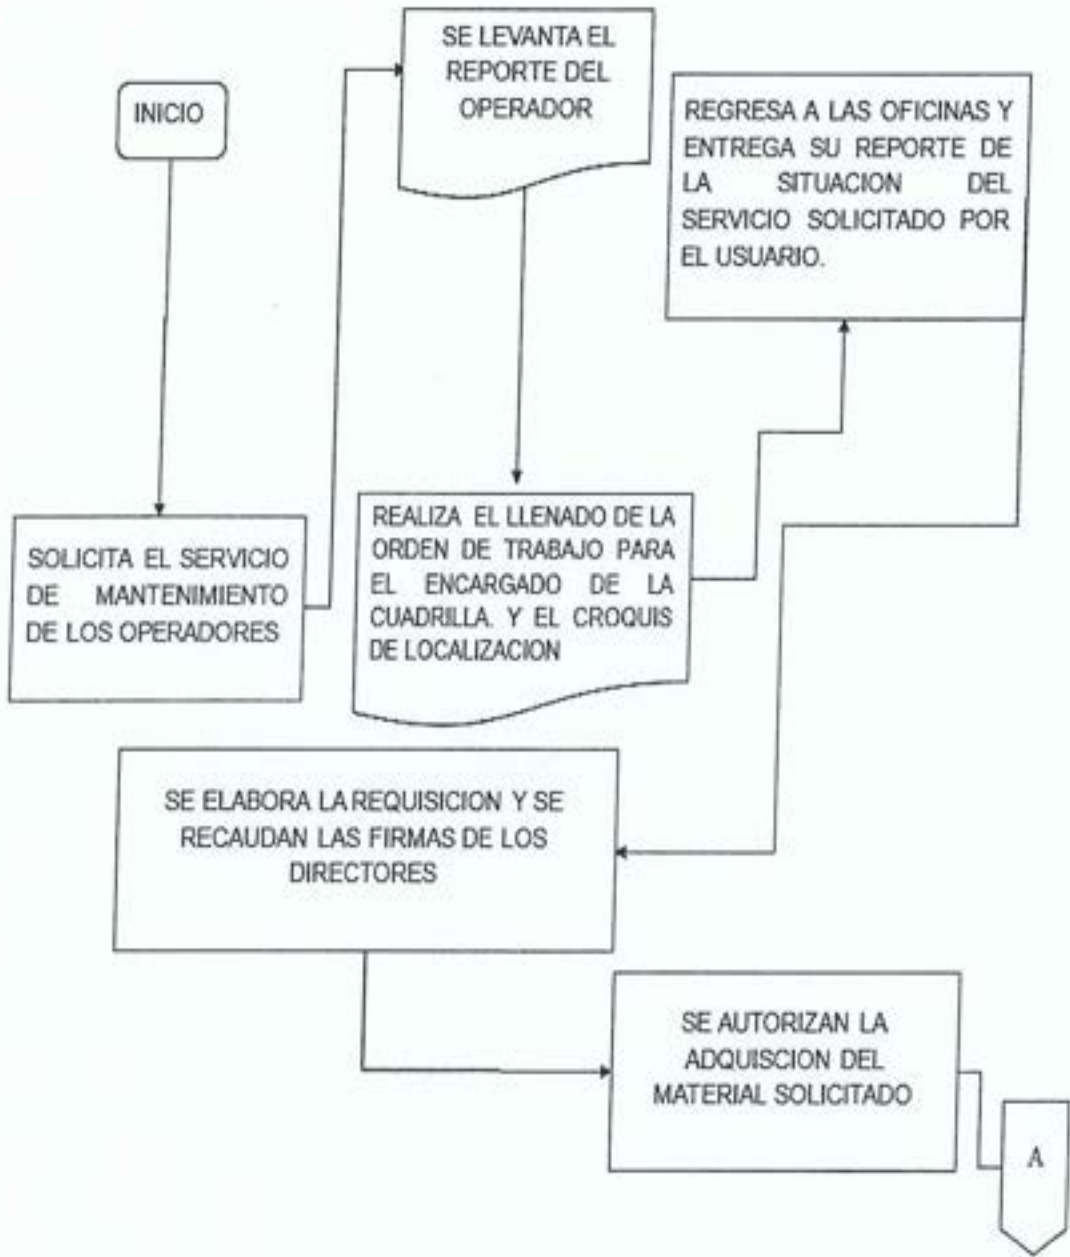 INICIO
SOLICITA EL SERVICIO
DE MANTENIMIENTO
DE LOS OPERADORES
SE LEVANTA EL
REPORTE DEL
OPERADOR
REALIZA EL LLENADO DE LA
ORDEN DE TRABAJO PARA
EL ENCARGADO DE LA
CUADRILLA. Y EL CROQUIS
DE LOCALIZACION
REGRESA A LAS OFICINAS Y
ENTREGA SU REPORTE DE
LA SITUACION DEL
SERVICIO SOLICITADO POR
EL USUARIO.
SE ELABORA LA REQUISICION Y SE
RECAUDAN LAS FIRMAS DE LOS
DIRECTORES
SE AUTORIZAN LA
ADQUISCION DEL
MATERIAL SOLICITADO
A